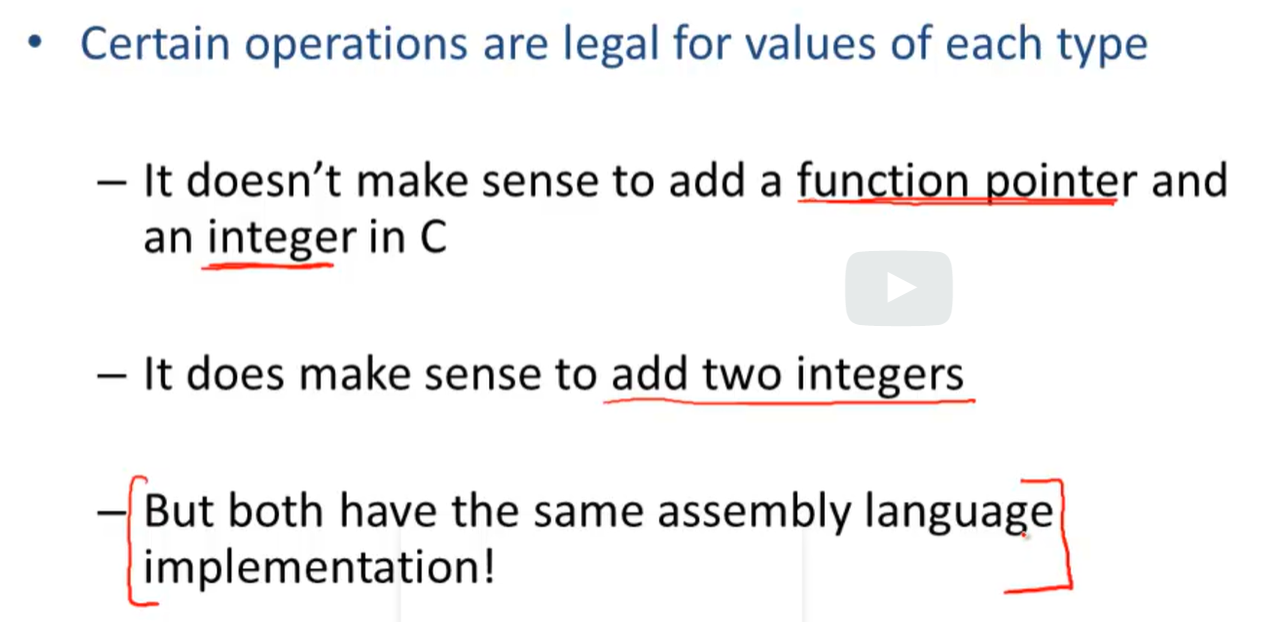 • Certain operations are legal for values of each type
– It doesn’t make sense to add a function pointer and
an integer in C
– It does make sense to add two integers
– But both have the same assembly language
implementation!